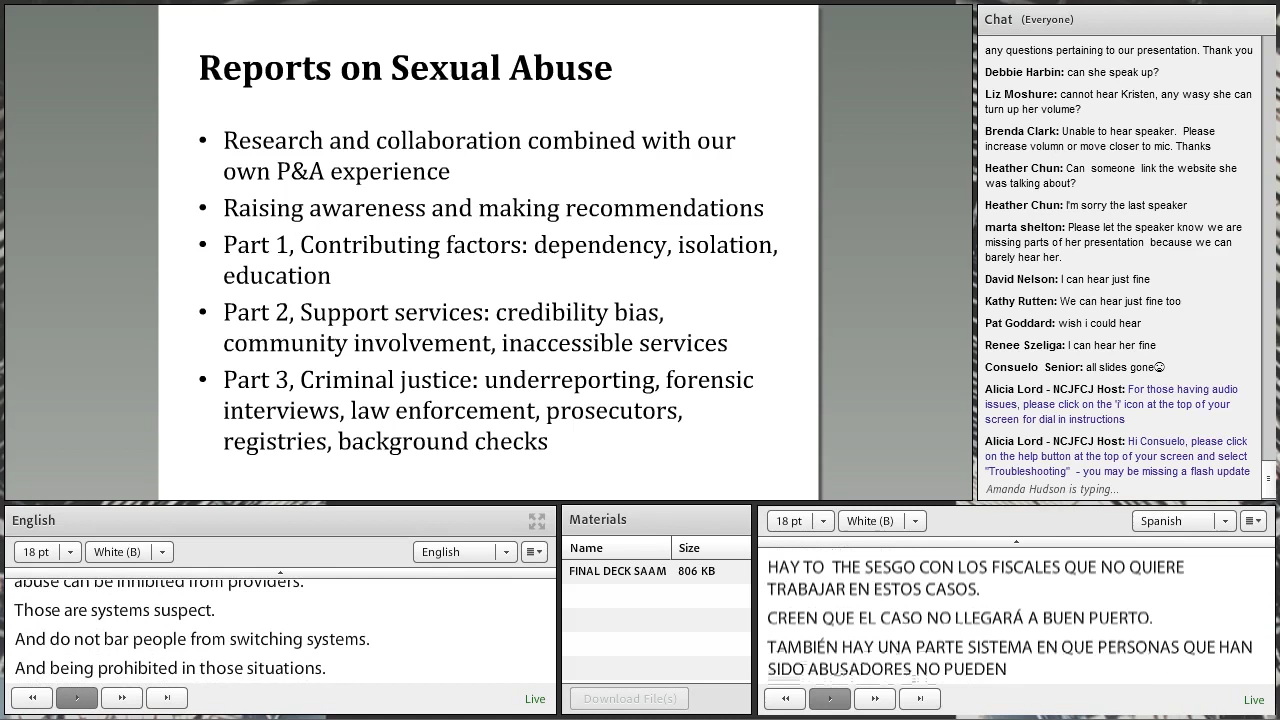 Reports on Sexual Abuse
• Research and collaboration combined with our
own P&A experience
• Raising awareness and making recommendations
• Part 1, Contributing factors: dependency, isolation,
education
• Part 2, Support services: credibility bias,
community involvement, inaccessible services
• Part 3, Criminal justice: underreporting, forensic
interviews, law enforcement, prosecutors,
registries, background checks
Chat (Everyone)
any questions pertaining to our presentation. Thank you
Debbie Harbin: can she speak up?
Liz Moshure: cannot hear Kristen, any wasy she can
turn up her volume?
Brenda Clark: Unable to hear speaker. Please
increase volumn or move closer to mic. Thanks
Heather Chun: Can someone link the website she
was talking about?
Heather Chun: I'm sorry the last speaker
marta shelton: Please let the speaker know we are
missing parts of her presentation because we can
barely hear her.
David Nelson: I can hear just fine
Kathy Rutten: We can hear just fine too
Pat Goddard: wish i could hear
Renee Szeliga: I can hear her fine
Consuelo Senior: all slides gone
Alicia Lord - NCJFCJ Host: For those having audio
issues, please click on the 'i' icon at the top of your
screen for dial in instructions
Alicia Lord - NCJFCJ Host: Hi Consuelo, please click
on the help button at the top of your screen and select
"Troubleshooting" - you may be missing a flash update
Amanda Hudson is typing...
English
18 pt White (B) English
abuse can be inhibited from providers.
Those are systems suspect.
And do not bar people from switching systems.
And being prohibited in those situations.
Live
Materials
Name Size
FINAL DECK SAAM 806 KB
Download File(s)
18 pt White (B) Spanish
HAY TO THE SESGO CON LOS FISCALES QUE NO QUIERE
TRABAJAR EN ESTOS CASOS.
CREEN QUE EL CASO NO LLEGARÁ A BUEN PUERTO.
TAMBIÉN HAY UNA PARTE SISTEMA EN QUE PERSONAS QUE HAN
SIDO ABUSADORES NO PUEDEN
Live